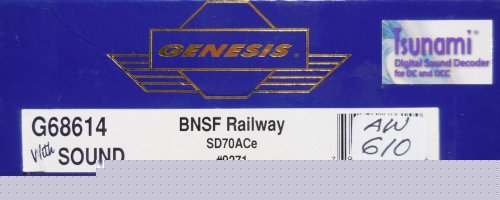 GENESIS
Tsunami
Digital Sound Decoder
for DC and DCC
G68614
With SOUND
BNSF Railway
SD70ACe
AW
610